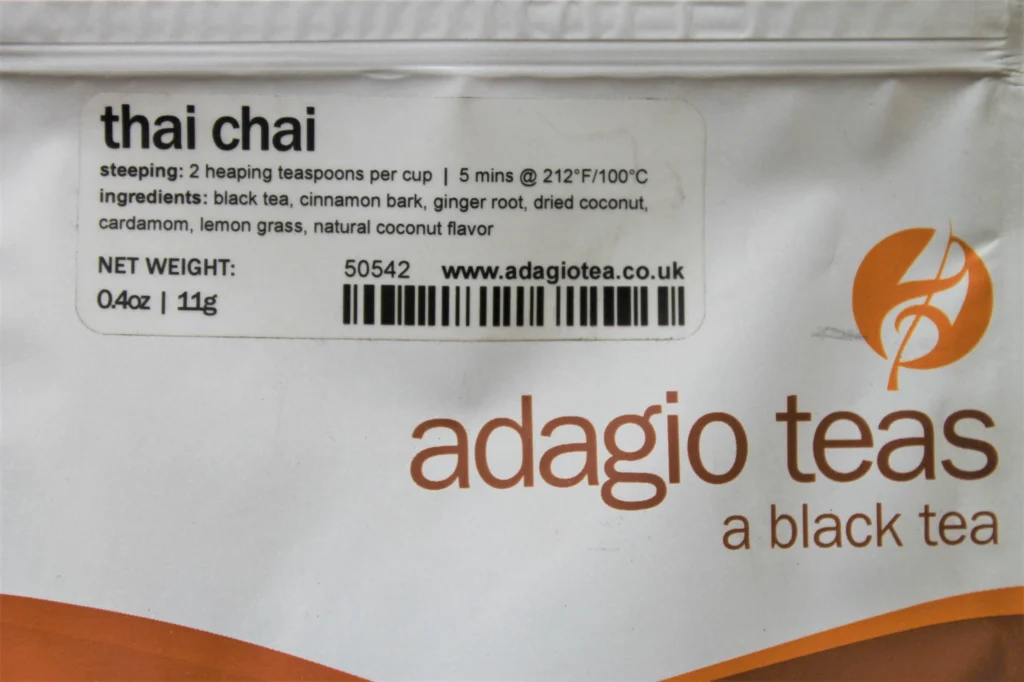 thai chai
steeping: 2 heaping teaspoons per cup | 5 mins @ 212°F/100°C
ingredients: black tea, cinnamon bark, ginger root, dried coconut,
cardamom, lemon grass, natural coconut flavor
NET WEIGHT:
0.4oz | 11g
50542 www.adagiotea.co.uk
adagio teas
a black tea